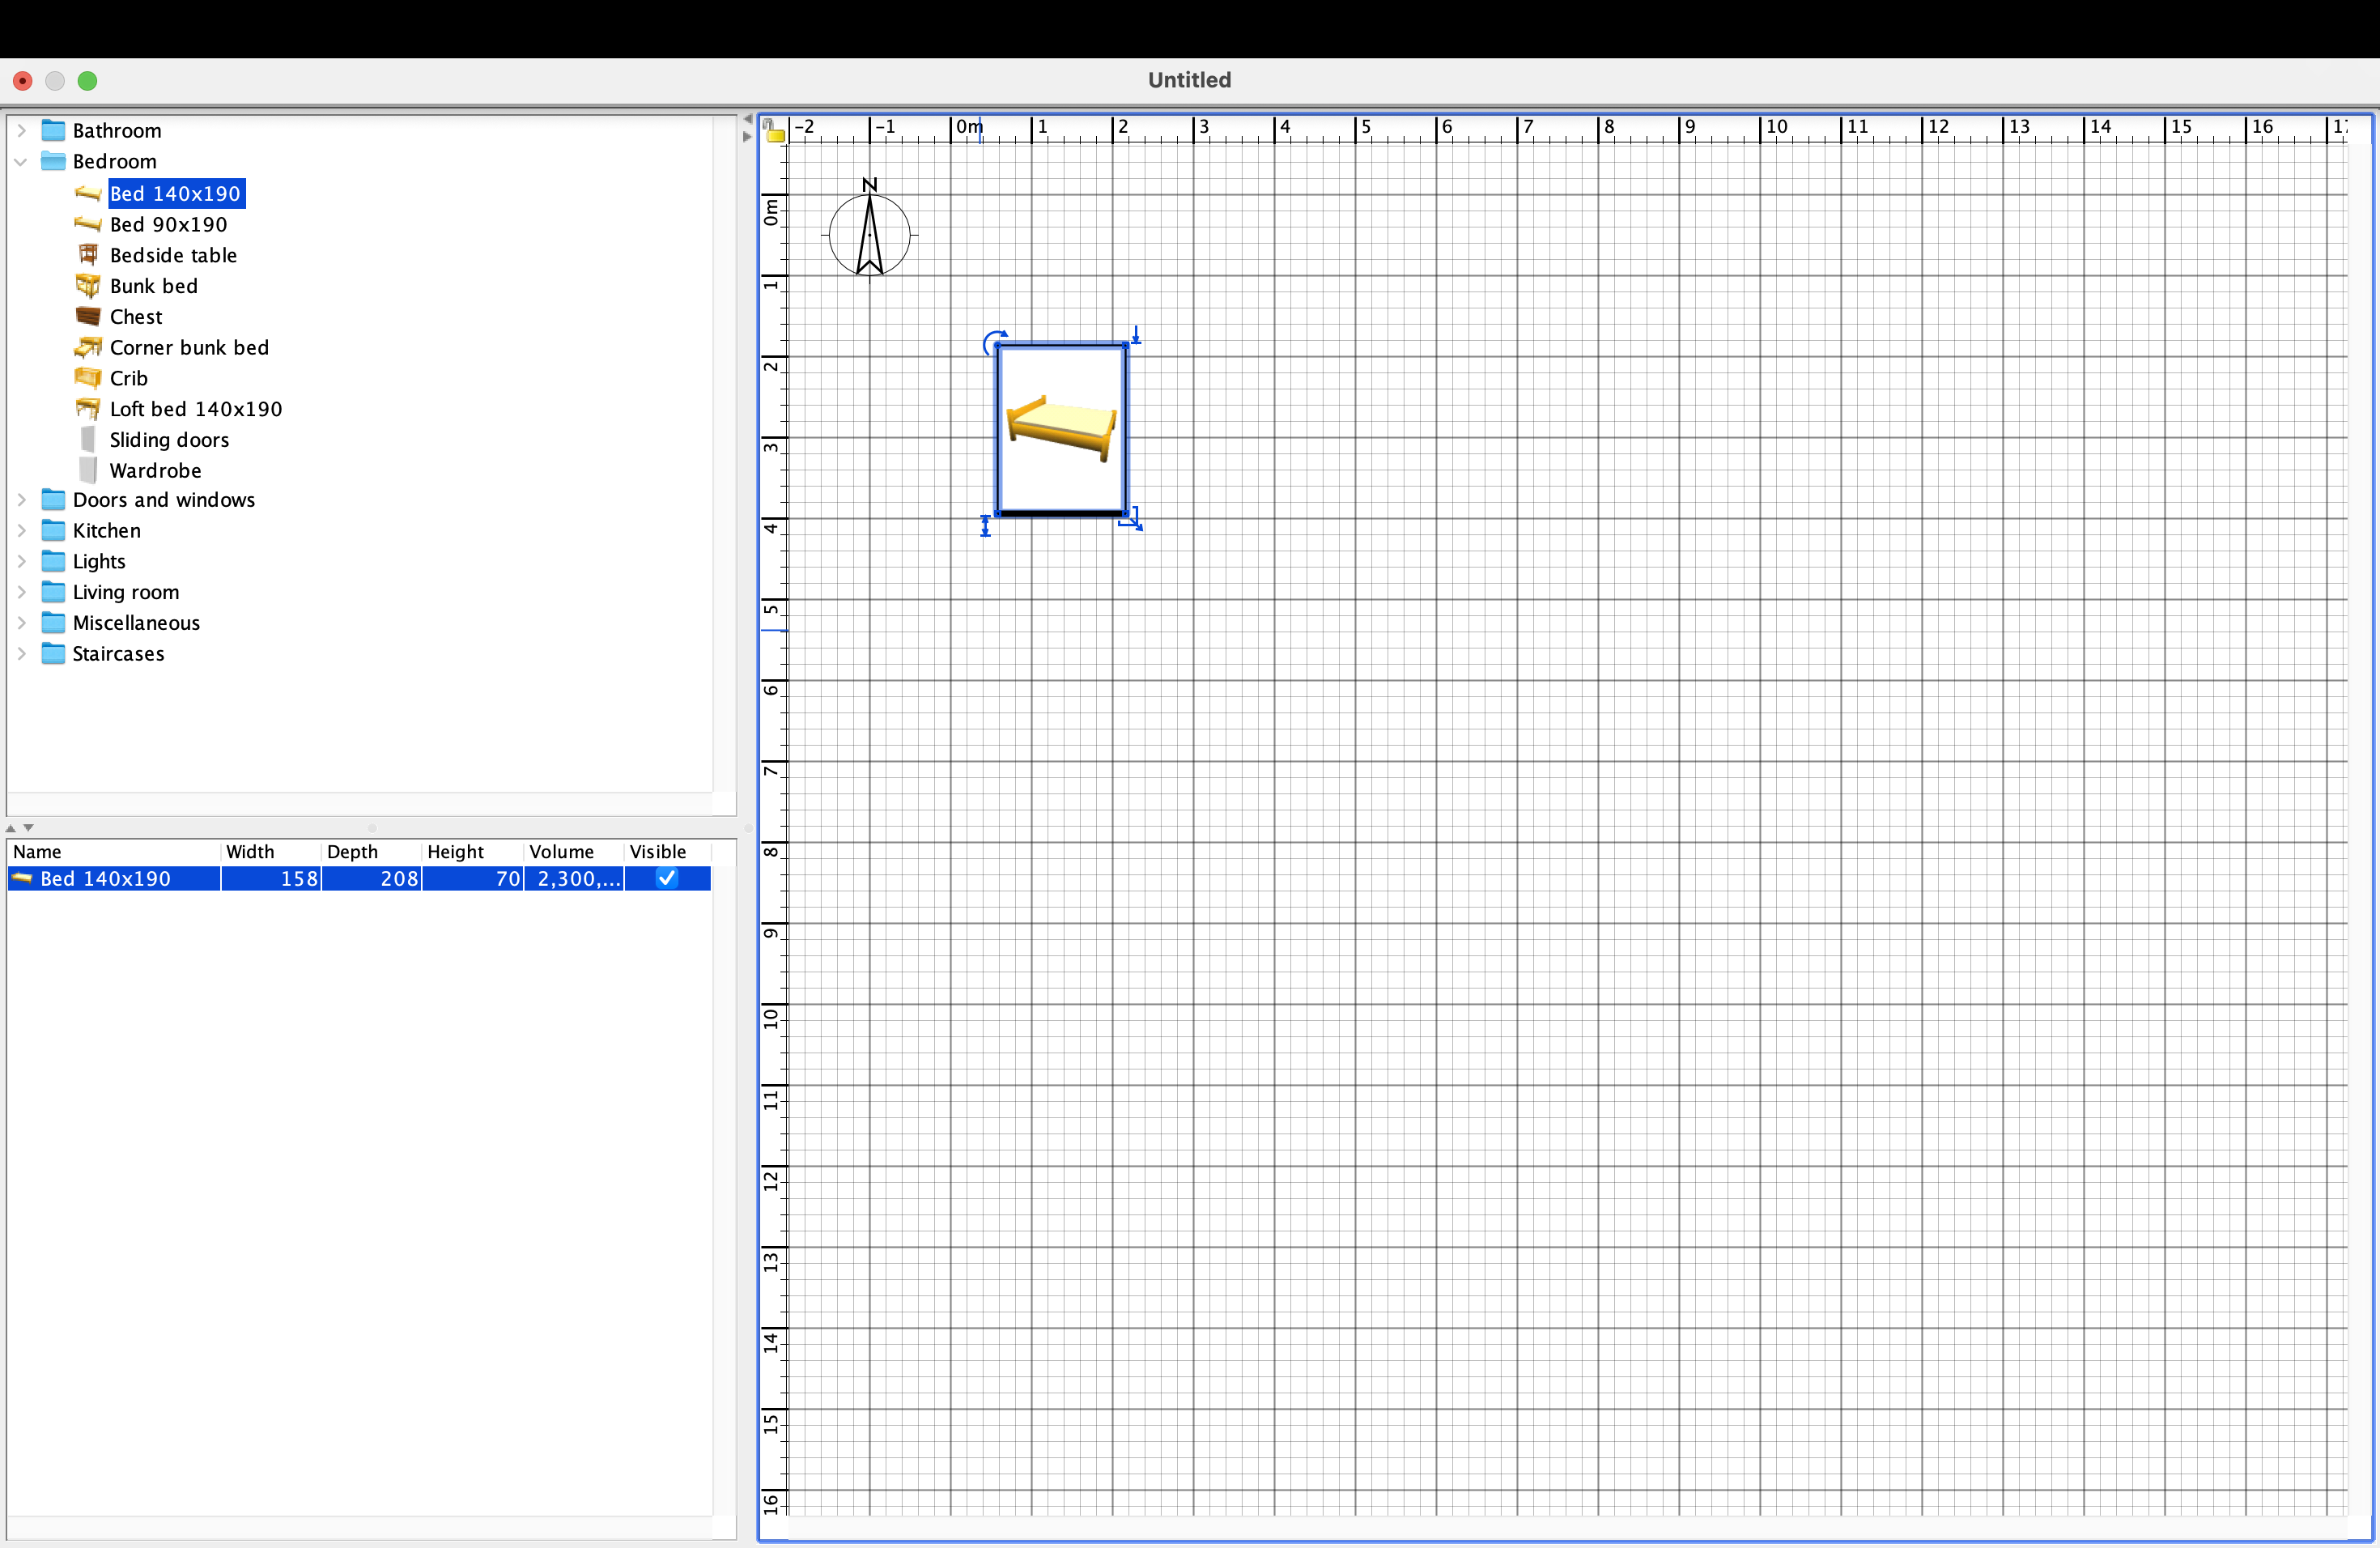 Untitled
Bathroom
Bedroom
Bed 140x190
Bed 90x190
Bedside table
Bunk bed
Chest
Corner bunk bed
Crib
Loft bed 140x190
Sliding doors
Wardrobe
Doors and windows
Kitchen
Lights
Living room
Miscellaneous
Staircases
Name Width Depth Height Volume Visible
Bed 140x190 158 208 70 2,300,...
-2 -1 0m 1 2 3 4 5 6 7 8 9 10 11 12 13 14 15 16
N
0m
1
2
3
4
5
6
7
8
9
10
11
12
13
14
15
16